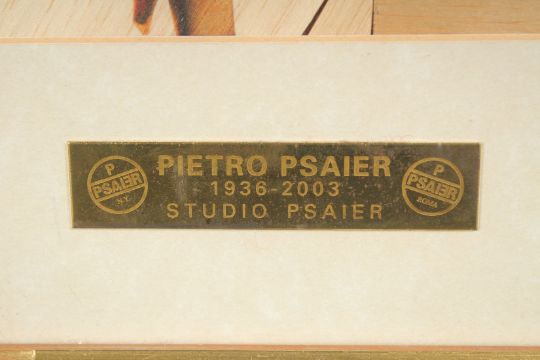 PIETRO PSAIER
1936-2003
STUDIO PSAIER
P
PSAIER
N.Y.
P
PSAIER
ROMA